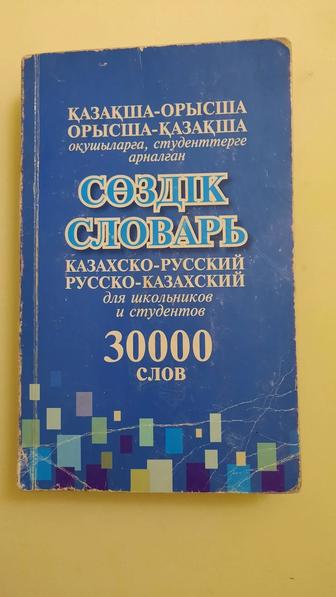 ҚАЗАҚША-ОРЫСША
ОРЫСША-ҚАЗАҚША
оқушыларға, студенттерге
арналған
СӨЗДІК
СЛОВАРЬ
КАЗАХСКО-РУССКИЙ
РУССКО-КАЗАХСКИЙ
для школьников
и студентов
30000
СЛОВ